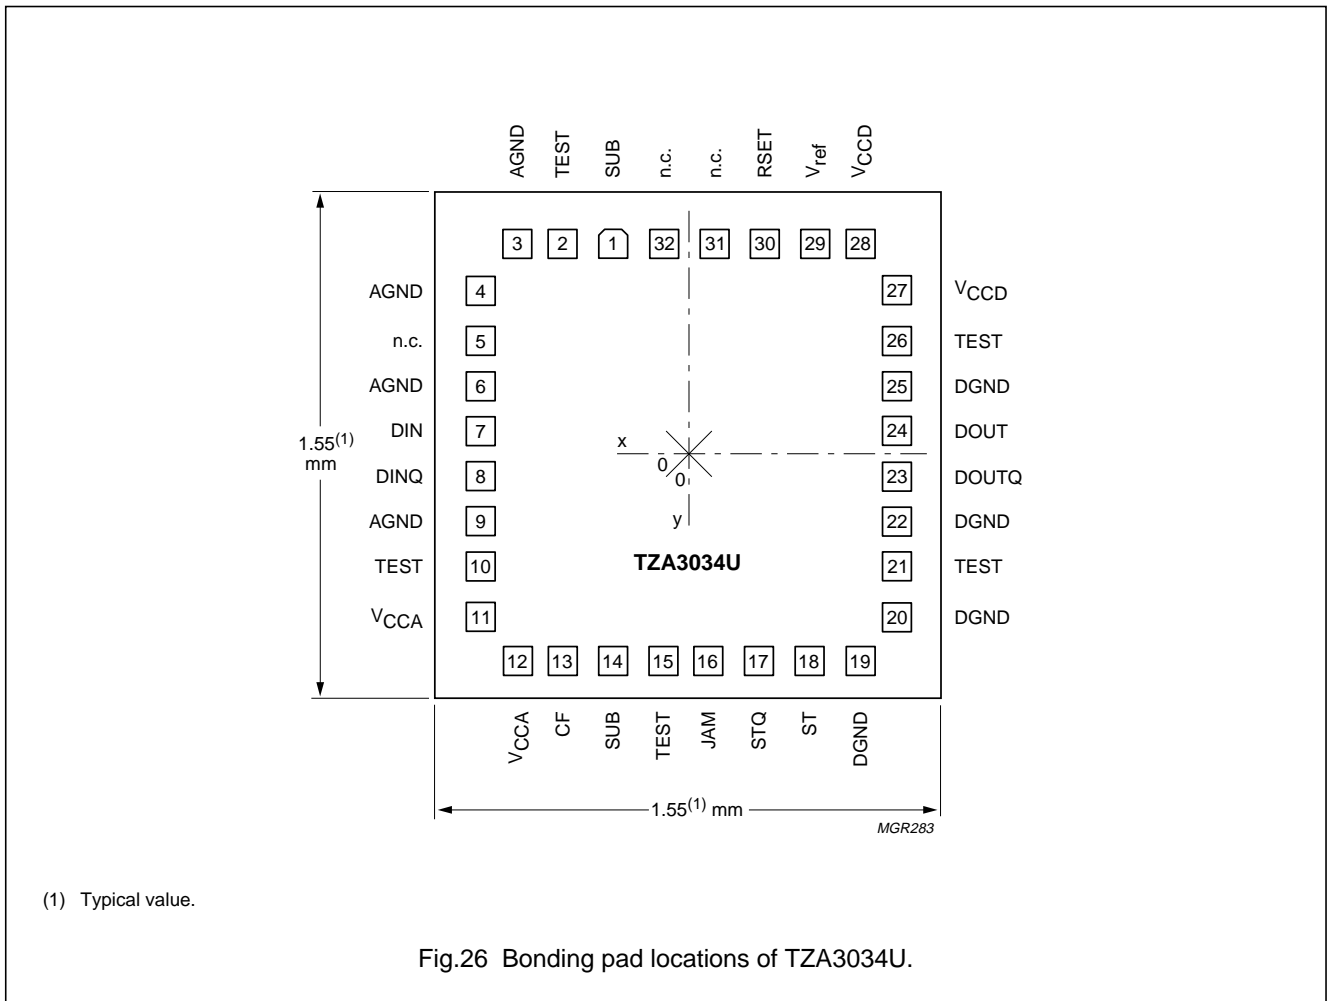 AGND TEST SUB n.c. n.c. RSET Vref VCCD
3 2 1 32 31 30 29 28
AGND 4 27 VCCD
n.c. 5 26 TEST
AGND 6 25 DGND
DIN 7 24 DOUT
1.55(1)
mm
x
0
0
y
DINQ 8 23 DOUTQ
AGND 9 22 DGND
TEST 10 TZA3034U 21 TEST
VCCA 11 20 DGND
12 13 14 15 16 17 18 19
VCCA CF SUB TEST JAM STQ ST DGND
1.55(1) mm
MGR283
(1) Typical value.
Fig.26 Bonding pad locations of TZA3034U.